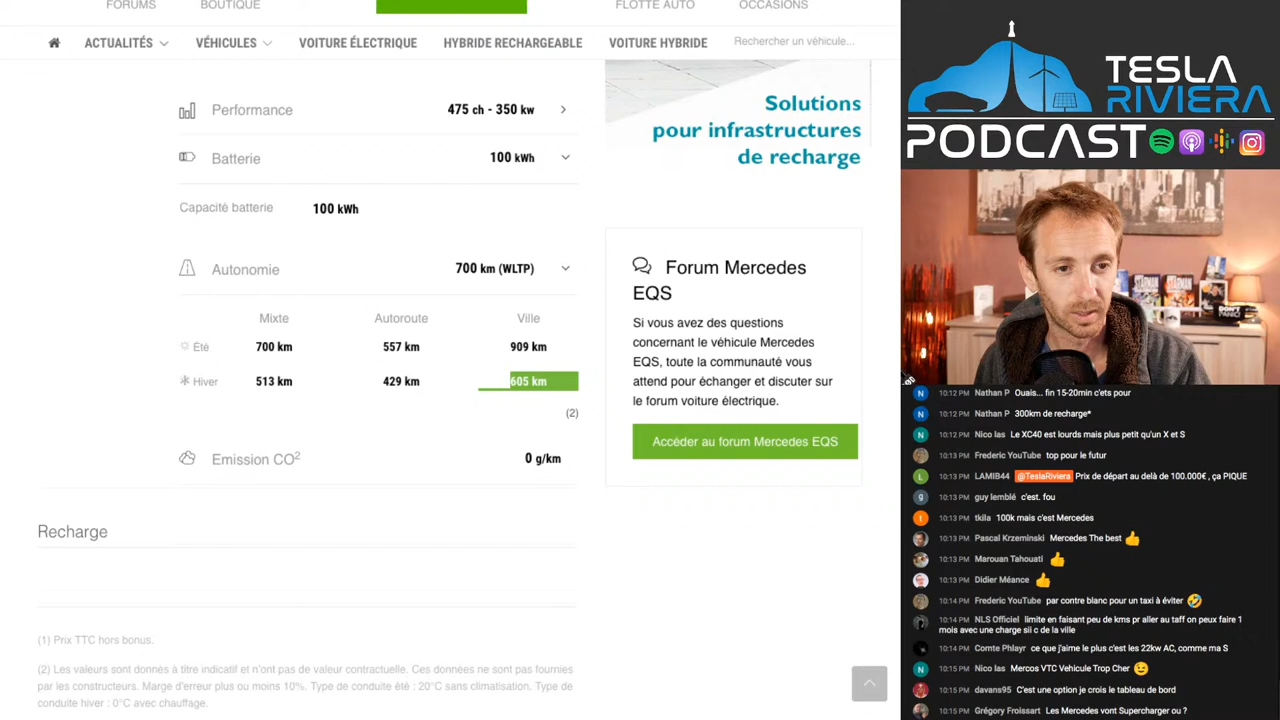 FORUMS BOUTIQUE FLOTTE AUTO OCCASIONS
ACTUALITÉS VÉHICULES VOITURE ÉLECTRIQUE HYBRIDE RECHARGEABLE VOITURE HYBRIDE Rechercher un véhicule...
Performance 475 ch - 350 kw
Batterie 100 kWh
Capacité batterie 100 kWh
Autonomie 700 km (WLTP)
Mixte Autoroute Ville
Été 700 km 557 km 909 km
Hiver 513 km 429 km 605 km
(2)
Emission CO2 0 g/km
Recharge
(1) Prix TTC hors bonus.
(2) Les valeurs sont données à titre indicatif et n'ont pas de valeur contractuelle. Ces données ne sont pas fournies
par les constructeurs. Marge d'erreur plus ou moins 10%. Type de conduite été : 20°C sans climatisation. Type de
conduite hiver : 0°C avec chauffage.
Solutions
pour infrastructures
de recharge
Forum Mercedes
EQS
Si vous avez des questions
concernant le véhicule Mercedes
EQS, toute la communauté vous
attend pour échanger et discuter sur
le forum voiture électrique.
Accéder au forum Mercedes EQS
TESLA
RIVIERA
PODCAST
STARMAN
DON'T
PANIC!
N 10:12 PM Nathan P Ouais... fin 15-20min c'ets pour
N 10:12 PM Nathan P 300km de recharge*
N 10:12 PM Nico las Le XC40 est lourds mais plus petit qu'un X et S
10:13 PM Frederic YouTube top pour le futur
L 10:13 PM LAMIB44 @TeslaRiviera Prix de départ au delà de 100.000€ , ça PIQUE
g 10:13 PM guy lemblé c'est. fou
t 10:13 PM tkila 100k mais c'est Mercedes
10:13 PM Pascal Krzeminski Mercedes The best 👍
10:13 PM Marouan Tahouati 👍
10:13 PM Didier Méance 👍
10:14 PM Frederic YouTube par contre blanc pour un taxi à éviter 🤣
10:14 PM NLS Officiel limite en faisant peu de kms pr aller au taff on peux faire 1
mois avec une charge sii c de la ville
10:14 PM Comte Phlayr ce que j'aime le plus c'est les 22kw AC, comme ma S
N 10:15 PM Nico las Mercos VTC Vehicule Trop Cher 😉
10:15 PM davans95 C'est une option je crois le tableau de bord
10:15 PM Grégory Froissart Les Mercedes vont Supercharger ou ?